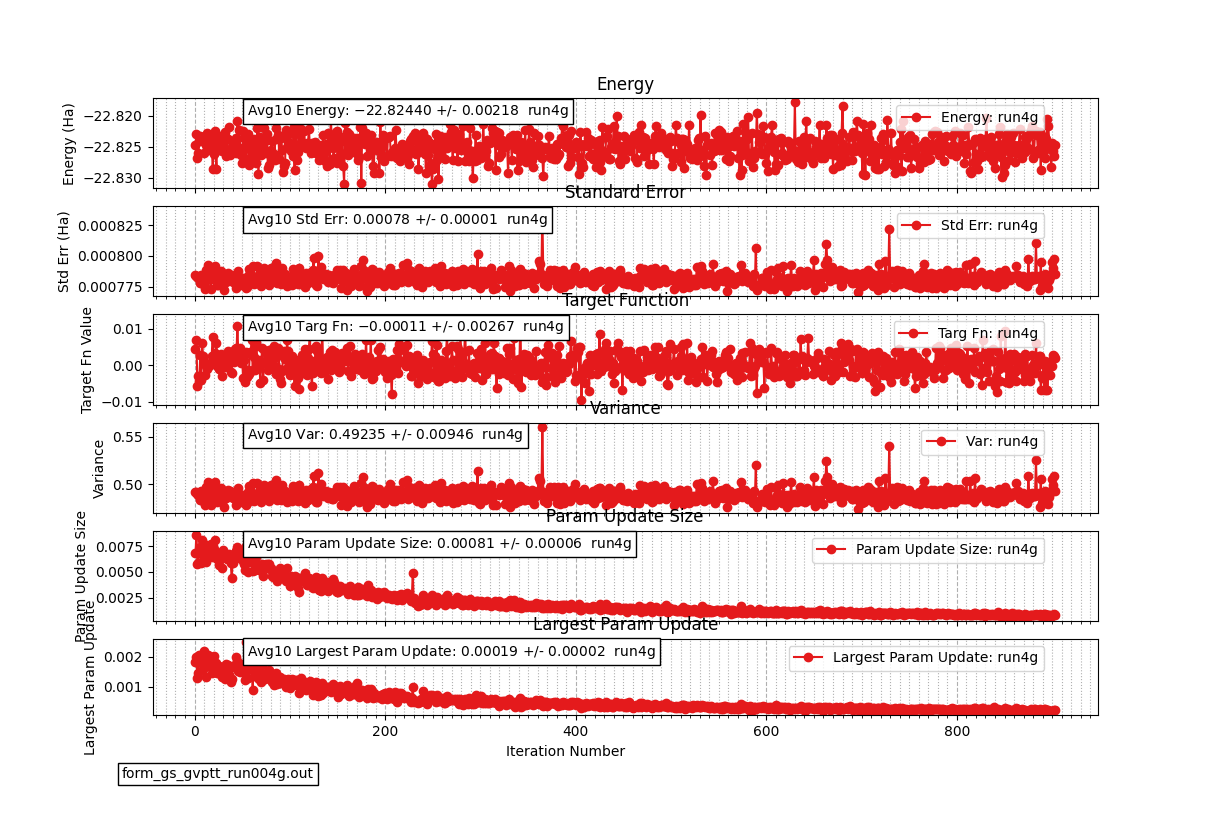 Energy
Energy (Ha)
−22.820
−22.825
−22.830
Avg10 Energy: −22.82440 +/- 0.00218 run4g
Energy: run4g
Standard Error
Std Err (Ha)
0.000825
0.000800
0.000775
Avg10 Std Err: 0.00078 +/- 0.00001 run4g
Std Err: run4g
Target Function
Target Fn Value
0.01
0.00
−0.01
Avg10 Targ Fn: −0.00011 +/- 0.00267 run4g
Targ Fn: run4g
Variance
Variance
0.55
0.50
Avg10 Var: 0.49235 +/- 0.00946 run4g
Var: run4g
Param Update Size
Param Update Size
0.0075
0.0050
0.0025
Avg10 Param Update Size: 0.00081 +/- 0.00006 run4g
Param Update Size: run4g
Largest Param Update
Largest Param Update
0.002
0.001
Avg10 Largest Param Update: 0.00019 +/- 0.00002 run4g
Largest Param Update: run4g
0 200 400 600 800
Iteration Number
form_gs_gvptt_run004g.out